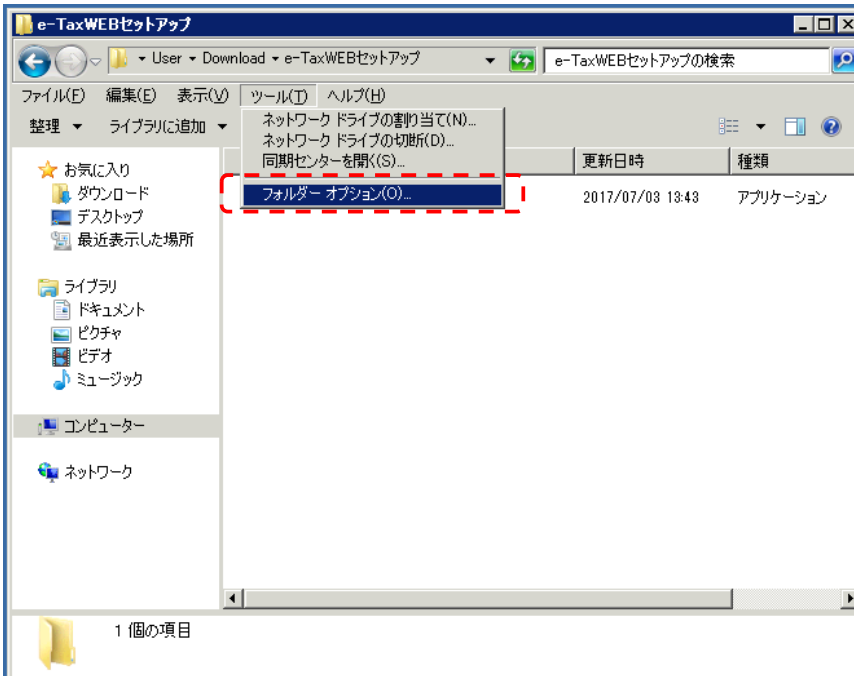 e-TaxWEBセットアップ
User Download e-TaxWEBセットアップ
e-TaxWEBセットアップの検索
ファイル(F) 編集(E) 表示(V) ツール(T) ヘルプ(H)
整理 ライブラリに追加
ネットワーク ドライブの割り当て(N)...
ネットワーク ドライブの切断(D)...
同期センターを開く(S)...
フォルダー オプション(O)...
更新日時 種類
2017/07/03 13:43 アプリケーション
お気に入り
ダウンロード
デスクトップ
最近表示した場所
ライブラリ
ドキュメント
ピクチャ
ビデオ
ミュージック
コンピューター
ネットワーク
1 個の項目